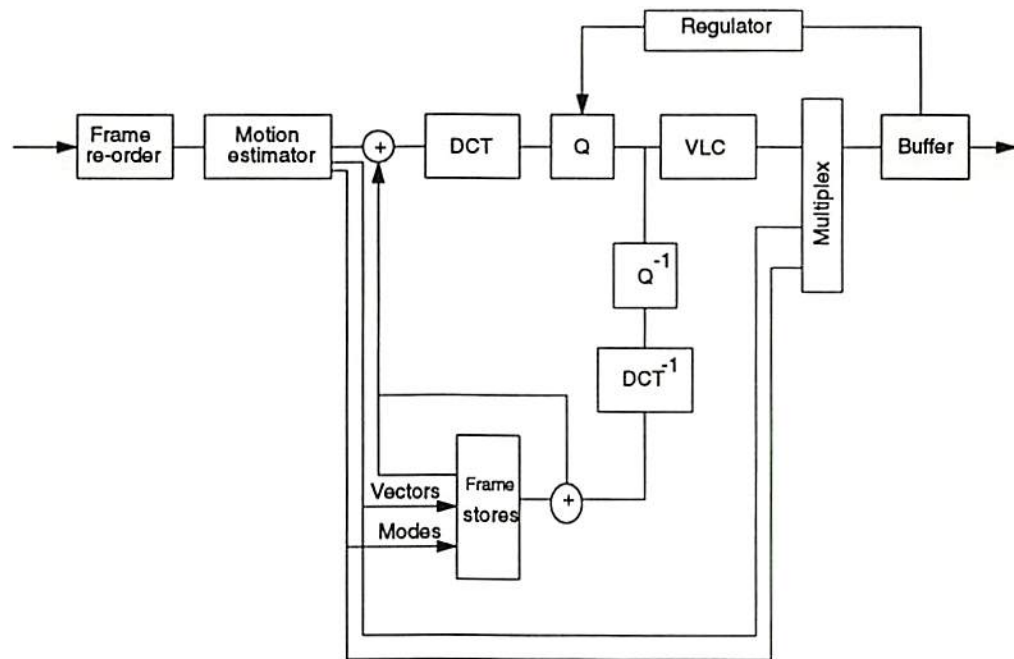 Regulator
Frame
re-order
Motion
estimator
+
DCT
Q
VLC
Multiplex
Buffer
Q-1
DCT-1
Frame
stores
+
Vectors
Modes